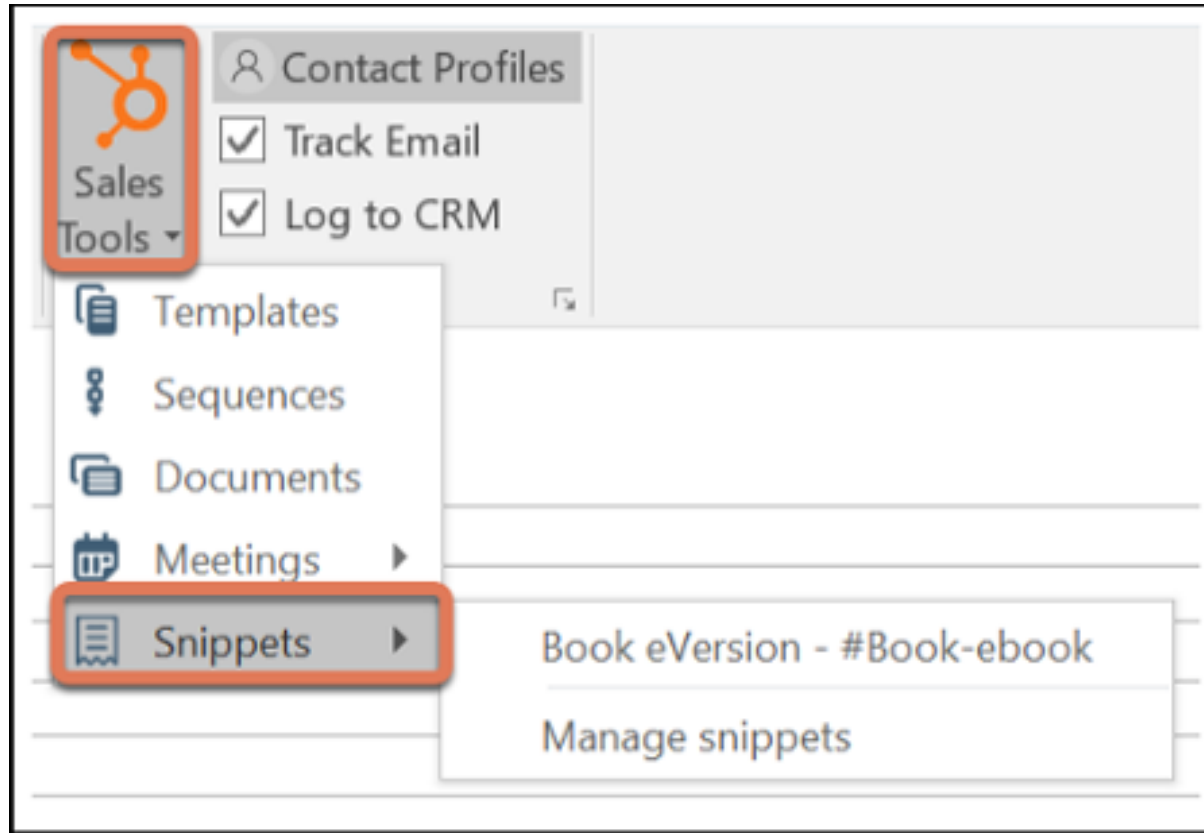 Contact Profiles
Track Email
Log to CRM
Sales
Tools
Templates
Sequences
Documents
Meetings
Snippets
Book eVersion - #Book-ebook
Manage snippets